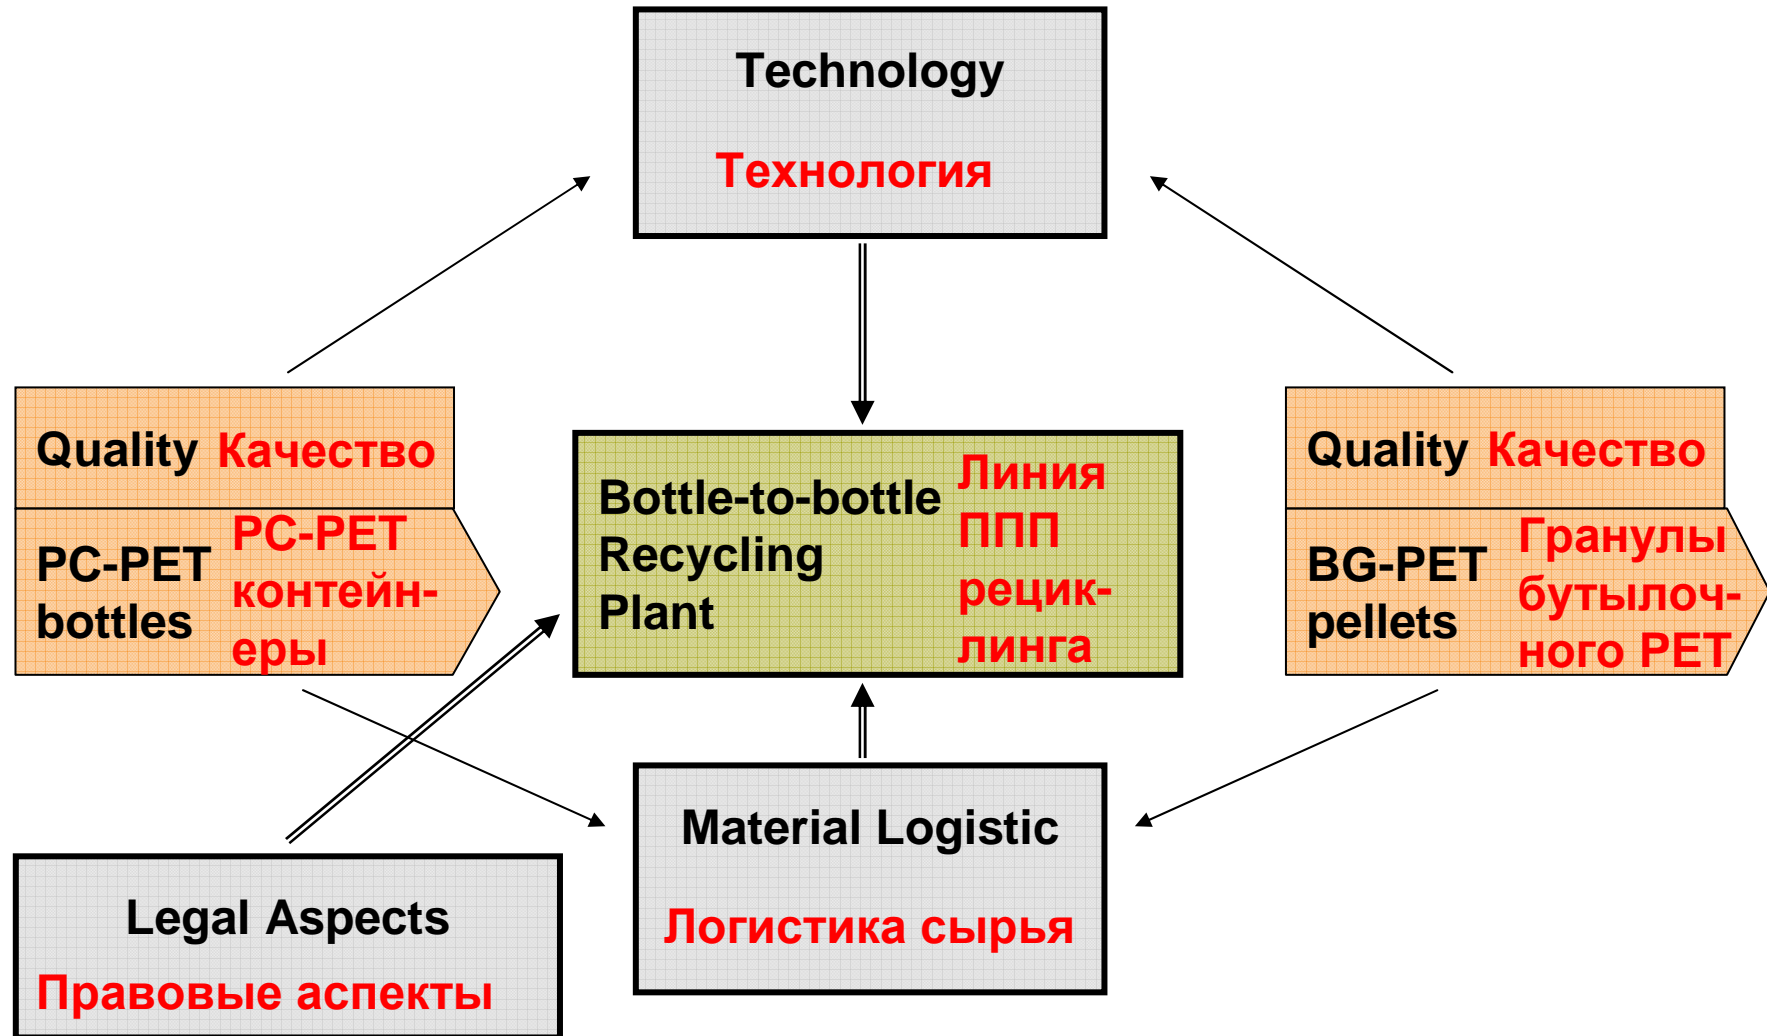 Technology
Технология
Quality Качество
PC-PET
bottles
PC-PET
контейн-
еры
Bottle-to-bottle
Recycling
Plant
Линия
ППП
рецик-
линга
Quality Качество
BG-PET
pellets
Гранулы
бутылоч-
ного PET
Material Logistic
Логистика сырья
Legal Aspects
Правовые аспекты